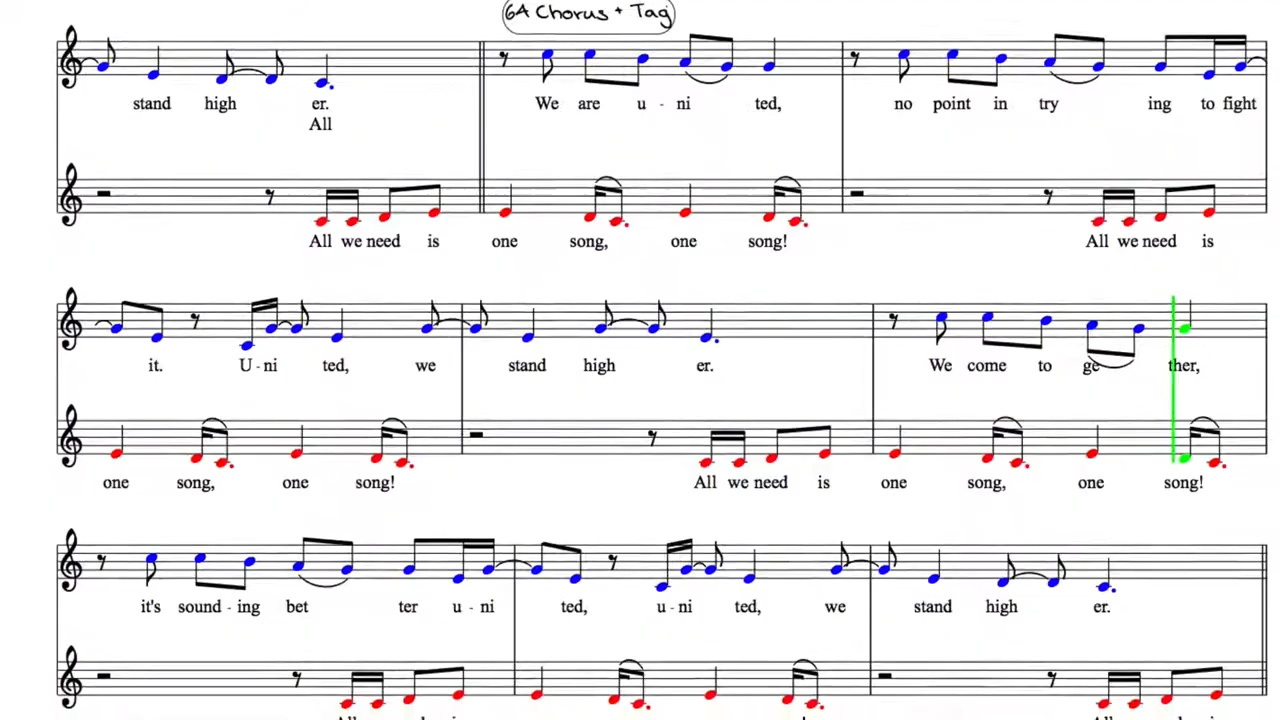 64 Chorus + Tag
stand high er. We are u - ni ted, no point in try ing to fight
All
All we need is one song, one song! All we need is
it. U - ni ted, we stand high er. We come to ge ther,
one song, one song! All we need is one song, one song!
it's sound - ing bet ter u - ni ted, u - ni ted, we stand high er.